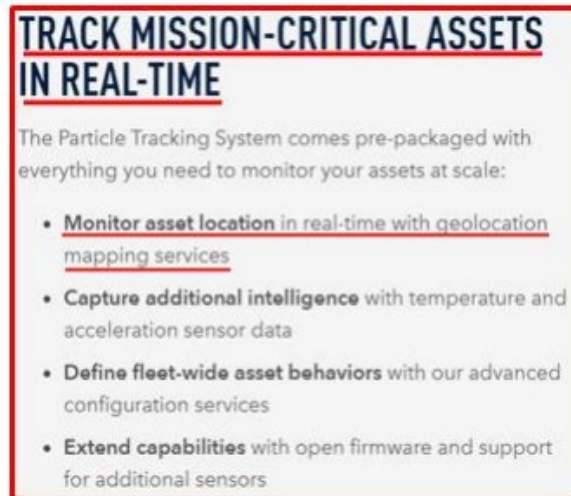 TRACK MISSION-CRITICAL ASSETS
IN REAL-TIME
The Particle Tracking System comes pre-packaged with
everything you need to monitor your assets at scale:
• Monitor asset location in real-time with geolocation
mapping services
• Capture additional intelligence with temperature and
acceleration sensor data
• Define fleet-wide asset behaviors with our advanced
configuration services
• Extend capabilities with open firmware and support
for additional sensors